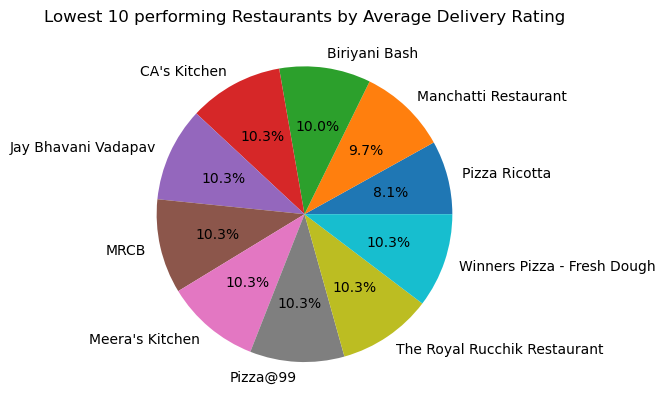 Lowest 10 performing Restaurants by Average Delivery Rating
Biriyani Bash
CA's Kitchen
Manchatti Restaurant
10.0%
10.3%
9.7%
Jay Bhavani Vadapav
Pizza Ricotta
10.3%
8.1%
10.3%
10.3%
MRCB
Winners Pizza - Fresh Dough
10.3%
10.3%
10.3%
Meera's Kitchen
The Royal Rucchik Restaurant
Pizza@99